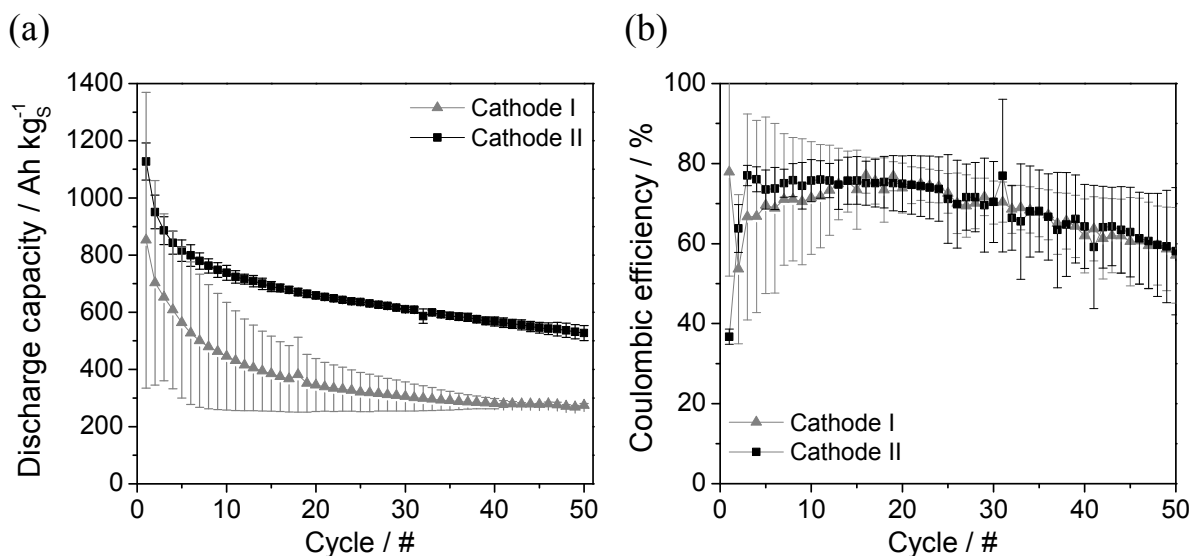 (a)
Discharge capacity / Ah kg_S^-1
1400
1200
1000
800
600
400
200
0
0 10 20 30 40 50
Cycle / #
Cathode I
Cathode II
(b)
Coulombic efficiency / %
100
80
60
40
20
0
0 10 20 30 40 50
Cycle / #
Cathode I
Cathode II